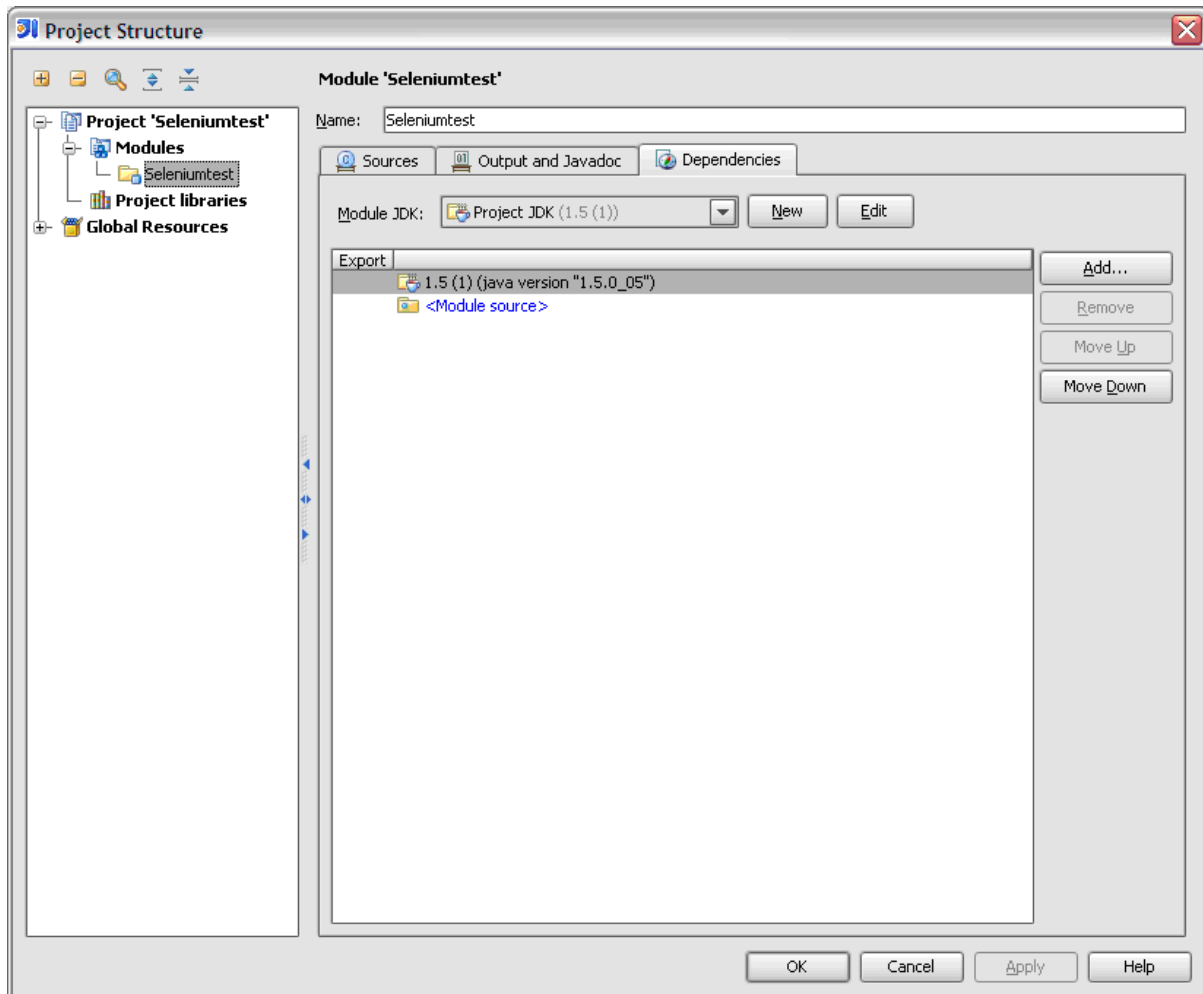 Project Structure
Project 'Seleniumtest'
Modules
Seleniumtest
Project libraries
Global Resources
Module 'Seleniumtest'
Name: Seleniumtest
Sources Output and Javadoc Dependencies
Module JDK: Project JDK (1.5 (1)) New Edit
Export
1.5 (1) (java version "1.5.0_05")
<Module source>
Add...
Remove
Move Up
Move Down
OK Cancel Apply Help